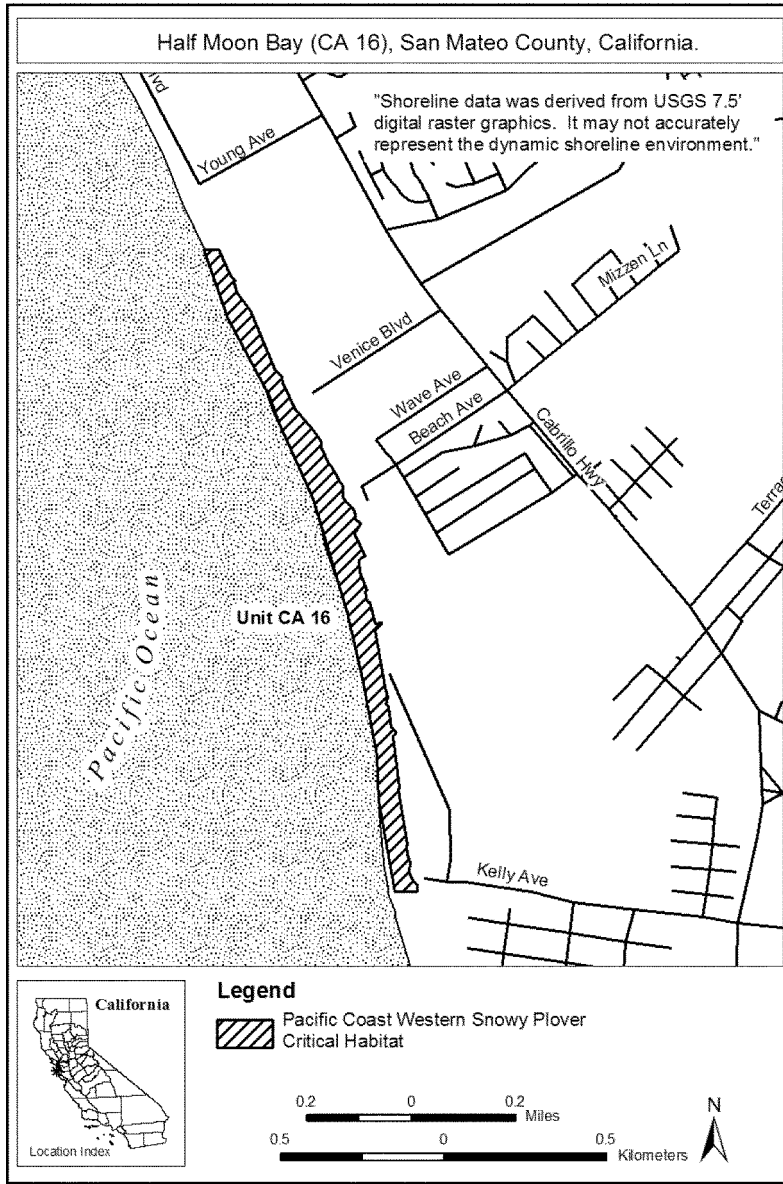 Half Moon Bay (CA 16), San Mateo County, California.
"Shoreline data was derived from USGS 7.5'
digital raster graphics. It may not accurately
represent the dynamic shoreline environment."
Young Ave
Mizzen Ln
Venice Blvd
Wave Ave
Beach Ave
Cabrillo Hwy
Unit CA 16
Pacific Ocean
Kelly Ave
California
Location Index
Legend
Pacific Coast Western Snowy Plover
Critical Habitat
0.2 0 0.2
Miles
0.5 0 0.5
Kilometers
N